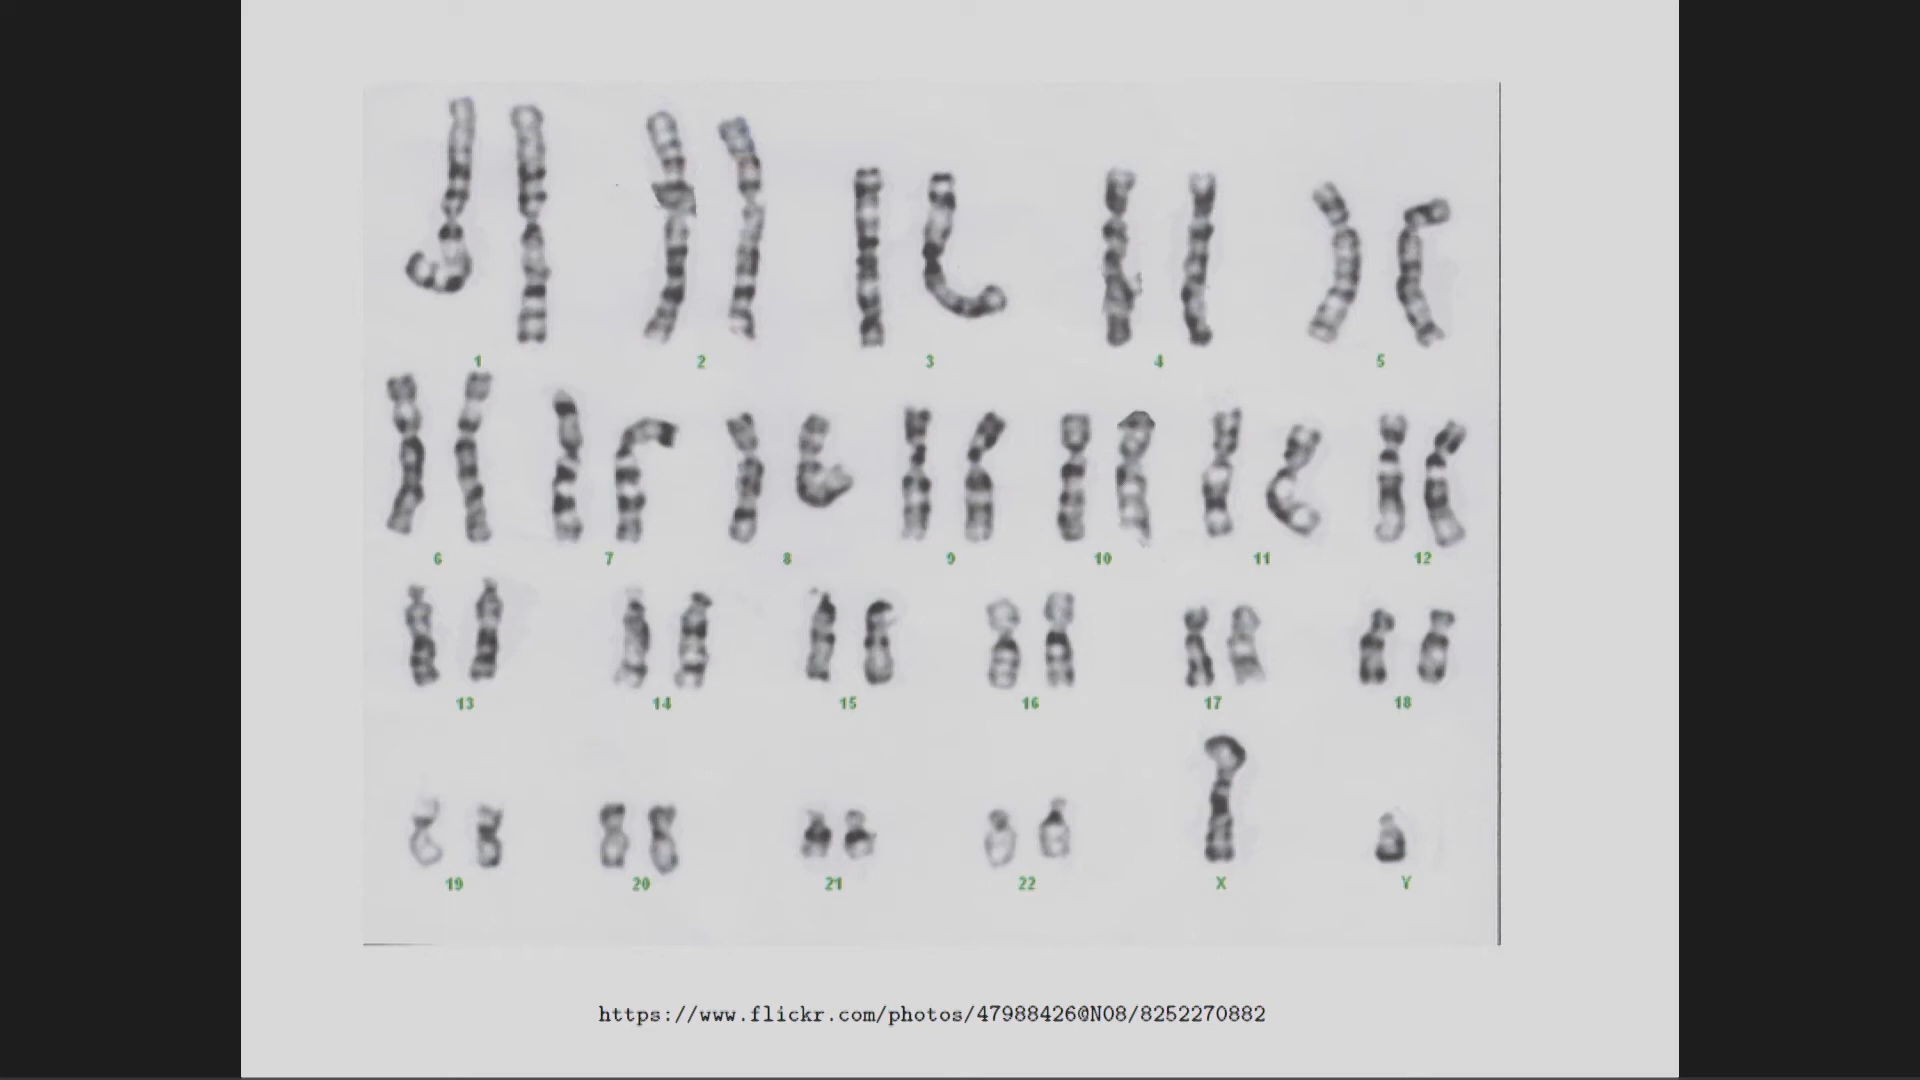 1 2 3 4 5
6 7 8 9 10 11 12
13 14 15 16 17 18
19 20 21 22 X Y
https://www.flickr.com/photos/47988426@N08/8252270882